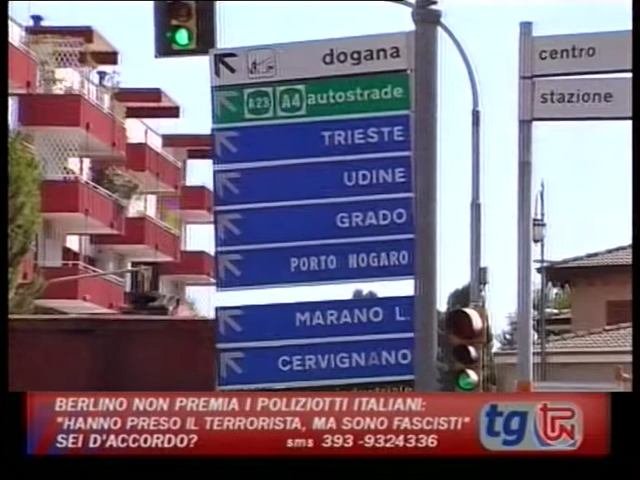 dogana
A23 A4 autostrade
TRIESTE
UDINE
GRADO
PORTO NOGARO
MARANO L.
CERVIGNANO
centro
stazione
BERLINO NON PREMIA I POLIZIOTTI ITALIANI:
"HANNO PRESO IL TERRORISTA, MA SONO FASCISTI"
SEI D'ACCORDO? sms 393-9324336
tg TPN